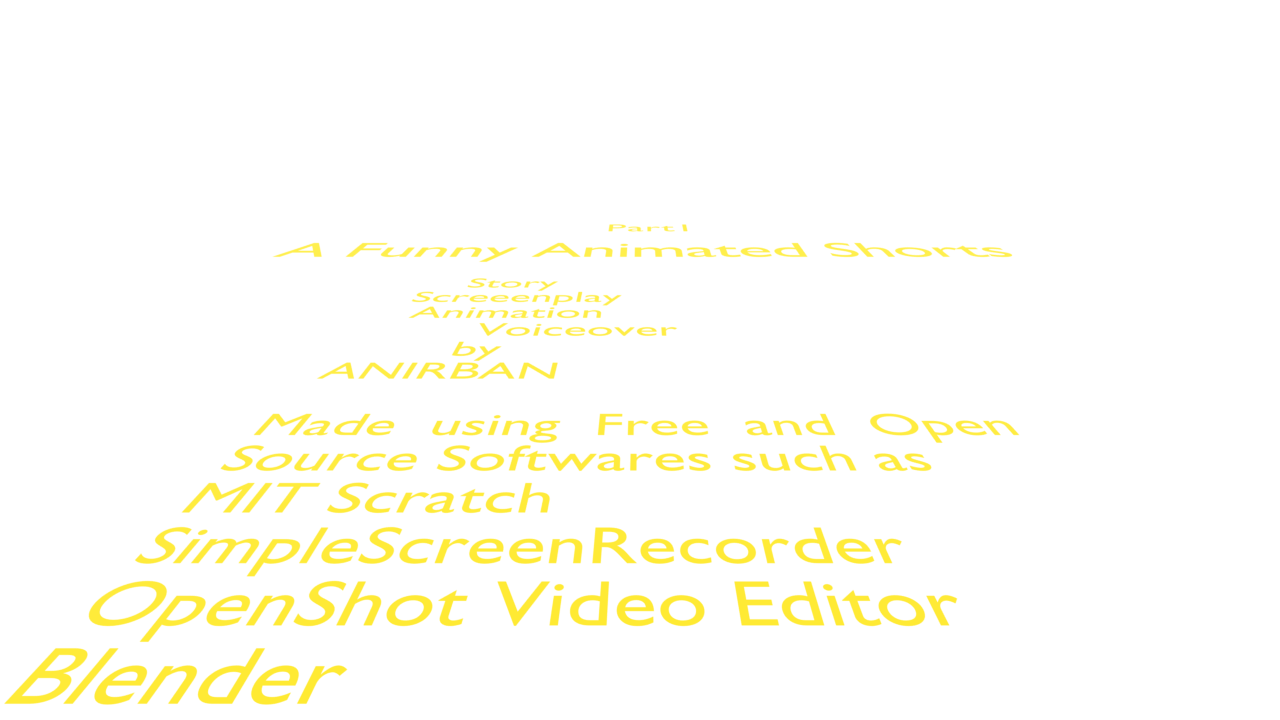 Part1
A Funny Animated Shorts
Story
Screeenplay
Animation
Voiceover
by
ANIRBAN
Made using Free and Open
Source Softwares such as
MIT Scratch
SimpleScreenRecorder
OpenShot Video Editor
Blender